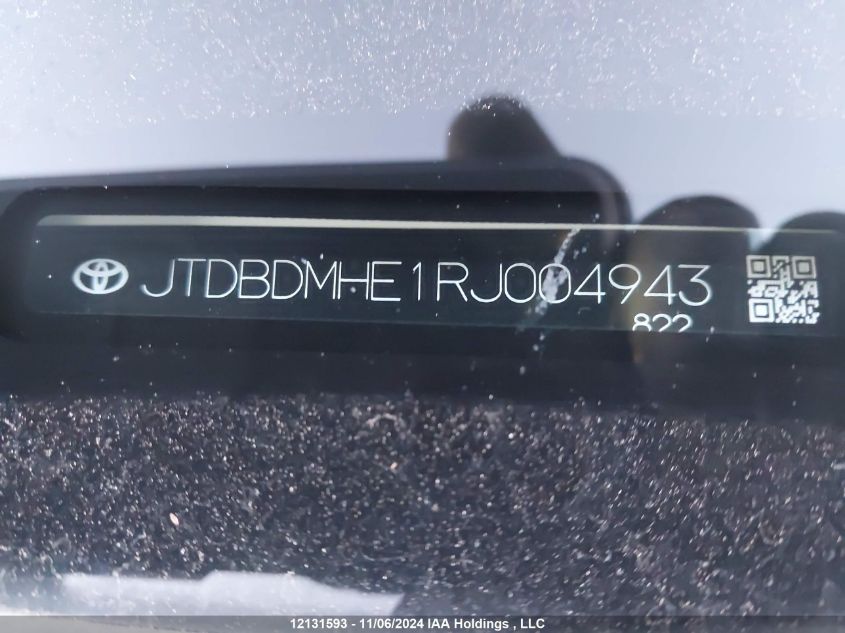 JTDBDMHE1RJ004943
822
12131593 - 11/06/2024 IAA Holdings , LLC